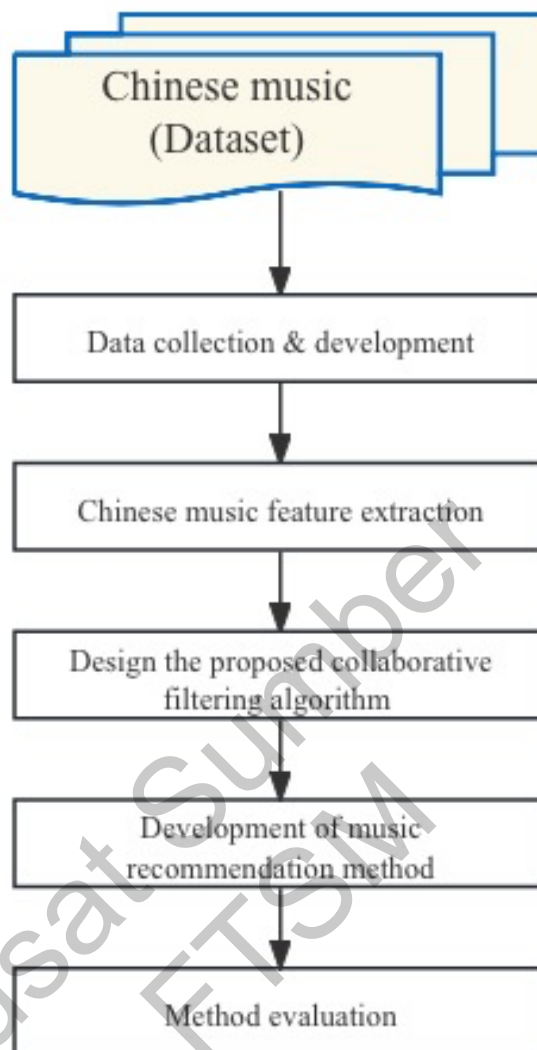 Chinese music
(Dataset)
Data collection & development
Chinese music feature extraction
Design the proposed collaborative
filtering algorithm
Development of music
recommendation method
Method evaluation
Sumber
FTSM